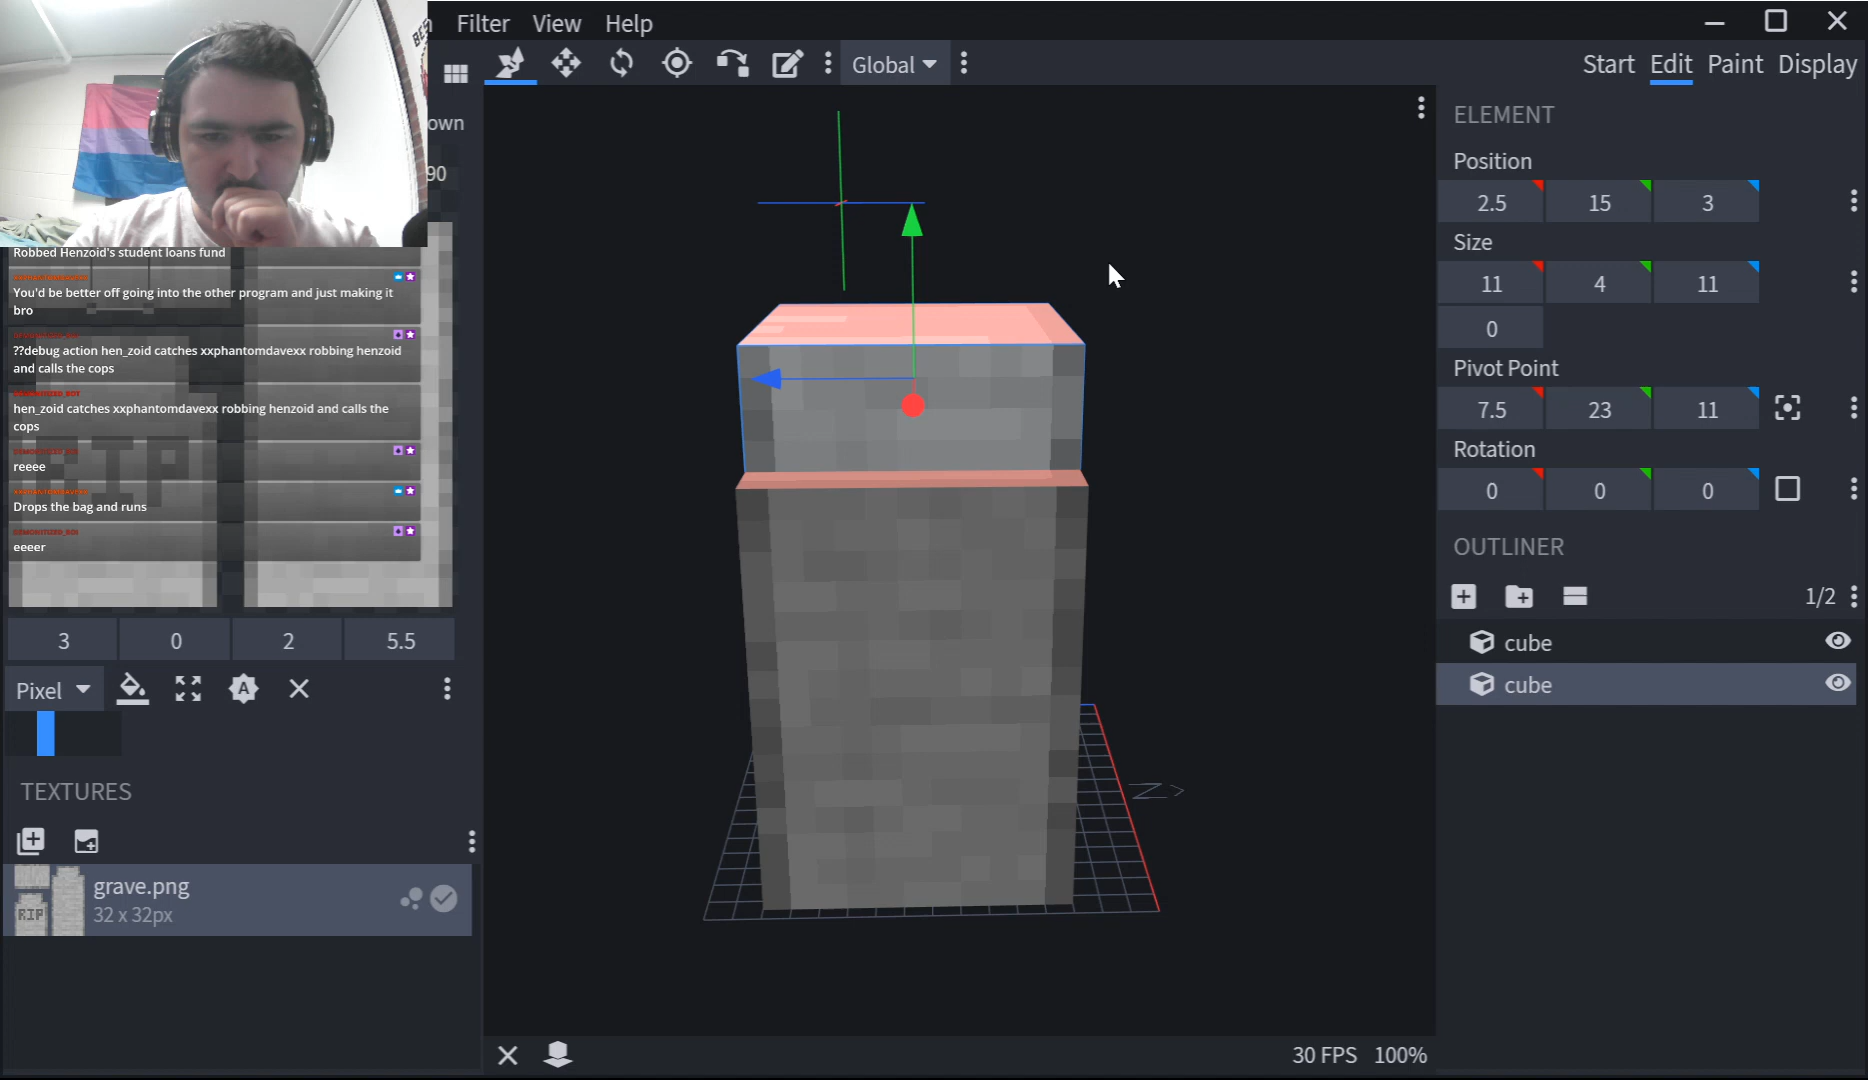 Filter View Help
Global
Start Edit Paint Display
own
90
BES
Robbed Henzoid's student loans fund
You'd be better off going into the other program and just making it
bro
??debug action hen_zoid catches xxphantomdavexx robbing henzoid
and calls the cops
hen_zoid catches xxphantomdavexx robbing henzoid and calls the
cops
reeee
Drops the bag and runs
eeeer
RIP
3 0 2 5.5
Pixel
TEXTURES
grave.png
32 x 32px
RIP
ELEMENT
Position
2.5 15 3
Size
11 4 11
0
Pivot Point
7.5 23 11
Rotation
0 0 0
OUTLINER
1/2
cube
cube
N
30 FPS 100%